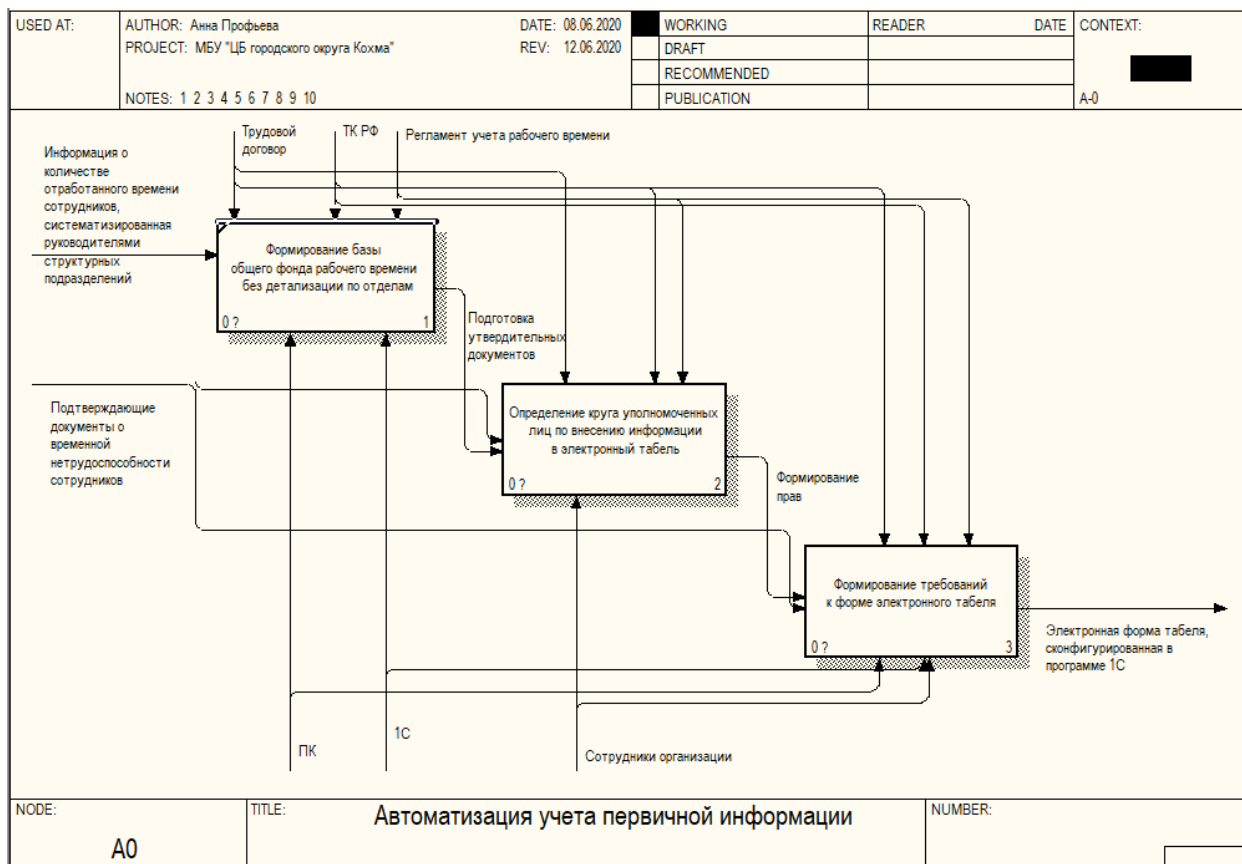 USED AT:
AUTHOR: Анна Профьева
DATE: 08.06.2020
WORKING
READER
DATE
CONTEXT:
PROJECT: МБУ "ЦБ городского округа Кохма"
REV: 12.06.2020
DRAFT
RECOMMENDED
NOTES: 1 2 3 4 5 6 7 8 9 10
PUBLICATION
A-0
Трудовой
договор
ТК РФ
Регламент учета рабочего времени
Информация о
количестве
отработанного времени
сотрудников,
систематизированная
руководителями
структурных
подразделений
Формирование базы
общего фонда рабочего времени
без детализации по отделам
0 ?
1
Подготовка
утвердительных
документов
Подтверждающие
документы о
временной
нетрудоспособности
сотрудников
Определение круга уполномоченных
лиц по внесению информации
в электронный табель
0 ?
2
Формирование
прав
Формирование требований
к форме электронного табеля
0 ?
3
Электронная форма табеля,
сконфигурированная в
программе 1С
ПК
1С
Сотрудники организации
NODE:
A0
TITLE:
Автоматизация учета первичной информации
NUMBER: